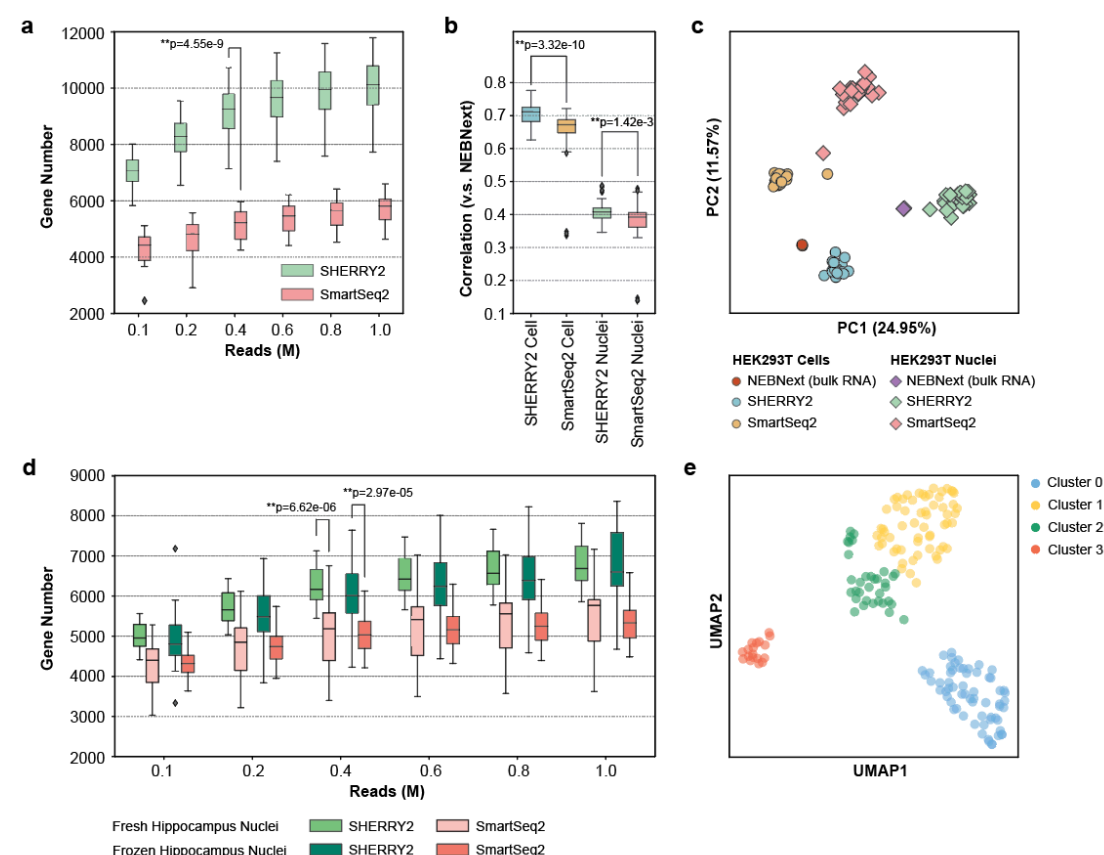 a
12000
10000
8000
6000
4000
2000
Gene Number
**p=4.55e-9
SHERRY2
SmartSeq2
0.1 0.2 0.4 0.6 0.8 1.0
Reads (M)
b
**p=3.32e-10
**p=1.42e-3
0.8
0.7
0.6
0.5
0.4
0.3
0.2
0.1
Correlation (v.s. NEBNext)
SHERRY2 Cell
SmartSeq2 Cell
SHERRY2 Nuclei
SmartSeq2 Nuclei
c
PC2 (11.57%)
PC1 (24.95%)
HEK293T Cells
NEBNext (bulk RNA)
SHERRY2
SmartSeq2
HEK293T Nuclei
NEBNext (bulk RNA)
SHERRY2
SmartSeq2
d
9000
8000
7000
6000
5000
4000
3000
2000
Gene Number
**p=6.62e-06
**p=2.97e-05
0.1 0.2 0.4 0.6 0.8 1.0
Reads (M)
Fresh Hippocampus Nuclei SHERRY2 SmartSeq2
Frozen Hippocampus Nuclei SHERRY2 SmartSeq2
e
UMAP2
UMAP1
Cluster 0
Cluster 1
Cluster 2
Cluster 3